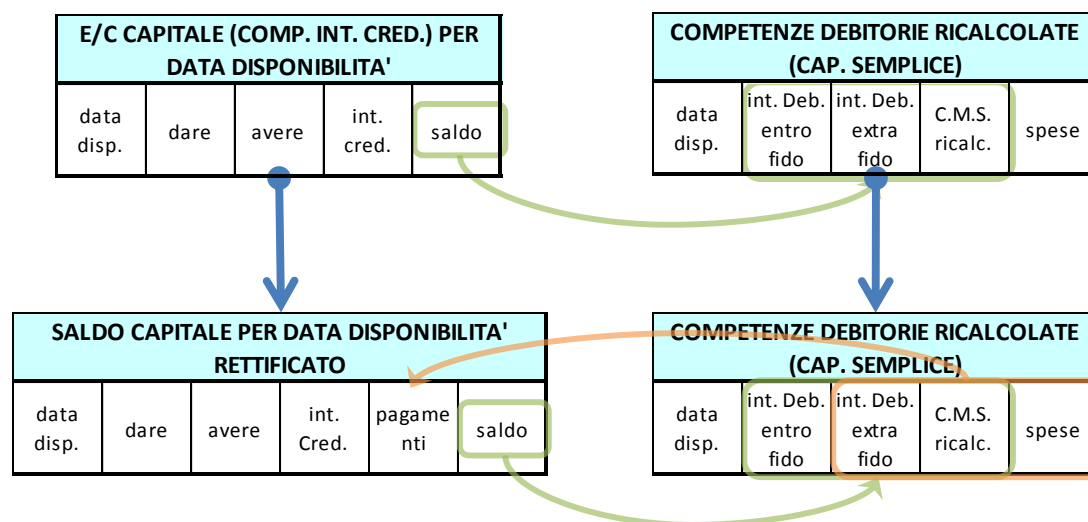 E/C CAPITALE (COMP. INT. CRED.) PER
DATA DISPONIBILITA'
data
disp.
dare
avere
int.
cred.
saldo
COMPETENZE DEBITORIE RICALCOLATE
(CAP. SEMPLICE)
data
disp.
int. Deb.
entro
fido
int. Deb.
extra
fido
C.M.S.
ricalc.
spese
SALDO CAPITALE PER DATA DISPONIBILITA'
RETTIFICATO
data
disp.
dare
avere
int.
Cred.
pagame
nti
saldo
COMPETENZE DEBITORIE RICALCOLATE
(CAP. SEMPLICE)
data
disp.
int. Deb.
entro
fido
int. Deb.
extra
fido
C.M.S.
ricalc.
spese